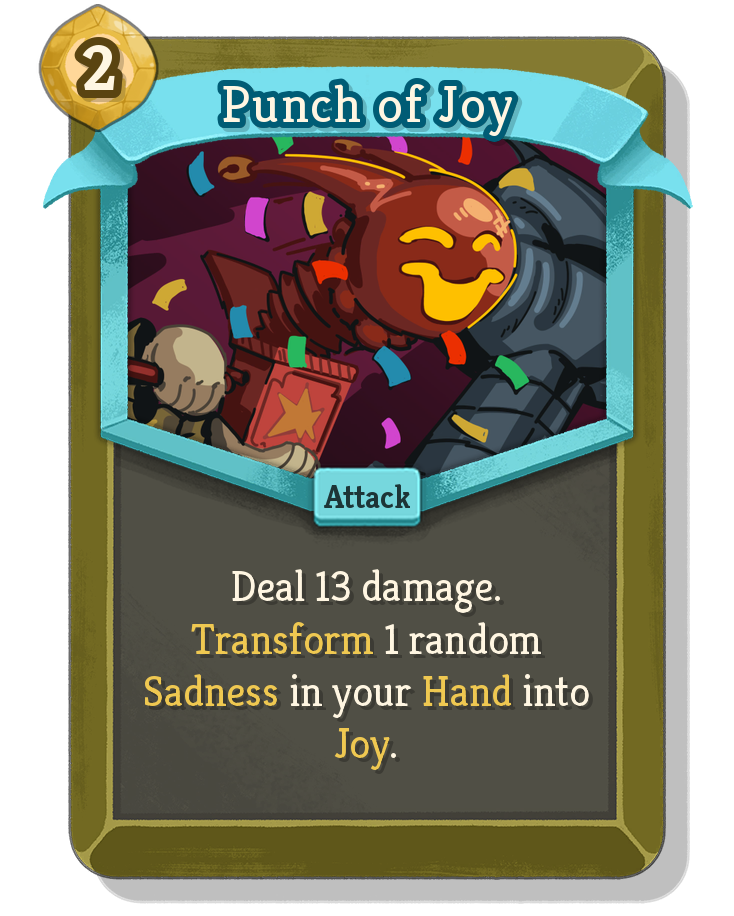 2
Punch of Joy
Attack
Deal 13 damage.
Transform 1 random
Sadness in your Hand into
Joy.